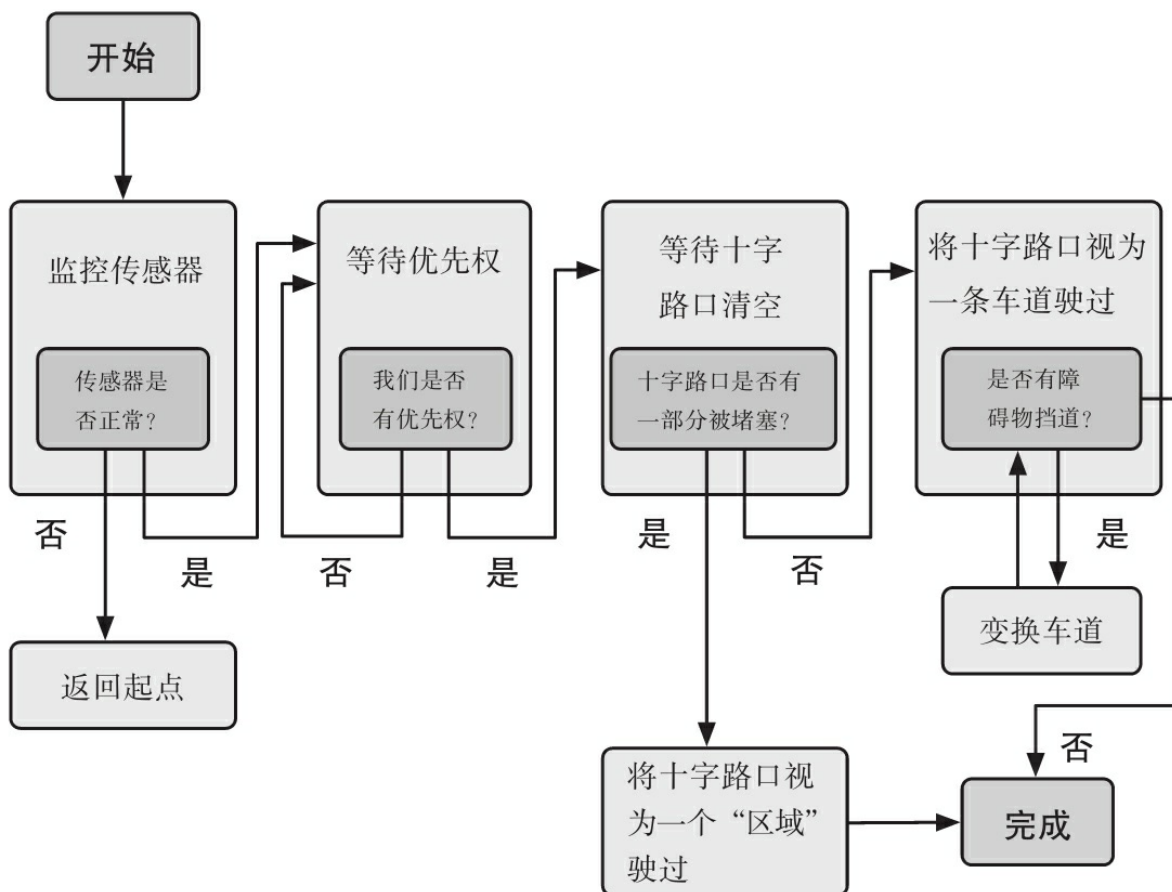 开始
监控传感器
传感器是
否正常？
否
是
返回起点
等待优先权
我们是否
有优先权？
否
是
等待十字
路口清空
十字路口是否有
一部分被堵塞？
是
否
将十字路口视为
一条车道驶过
是否有障
碍物挡道？
是
变换车道
否
将十字路口视
为一个“区域”
驶过
完成